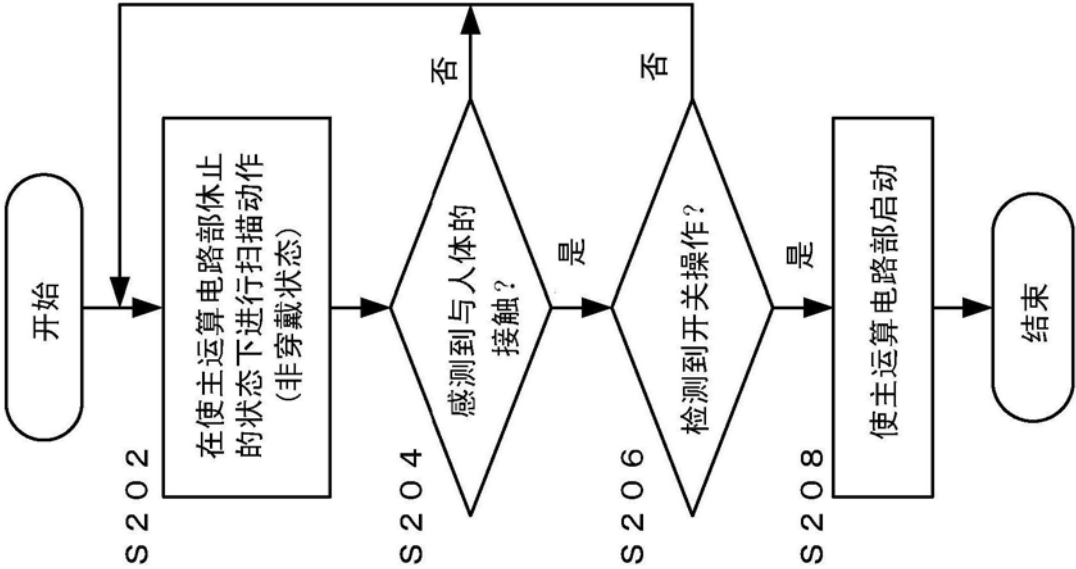 开始
S202
在使主运算电路部休止
的状态下进行扫描动作
(非穿戴状态)
S204
感测到与人体的
接触?
否
是
S206
检测到开关操作?
否
是
S208
使主运算电路部启动
结束